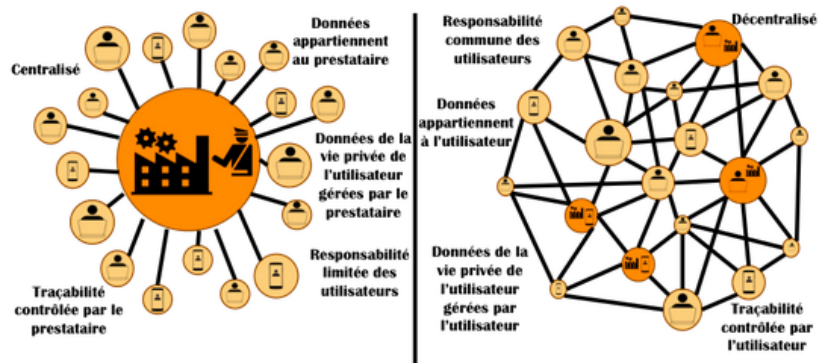 Centralisé
Données
appartiennent
au prestataire
Données de la
vie privée de
l'utilisateur
gérées par le
prestataire
Responsabilité
limitée des
utilisateurs
Traçabilité
contrôlée par le
prestataire
Responsabilité
commune des
utilisateurs
Décentralisé
Données
appartiennent
à l'utilisateur
Données de la
vie privée de
l'utilisateur
gérées par
l'utilisateur
Traçabilité
contrôlée par
l'utilisateur